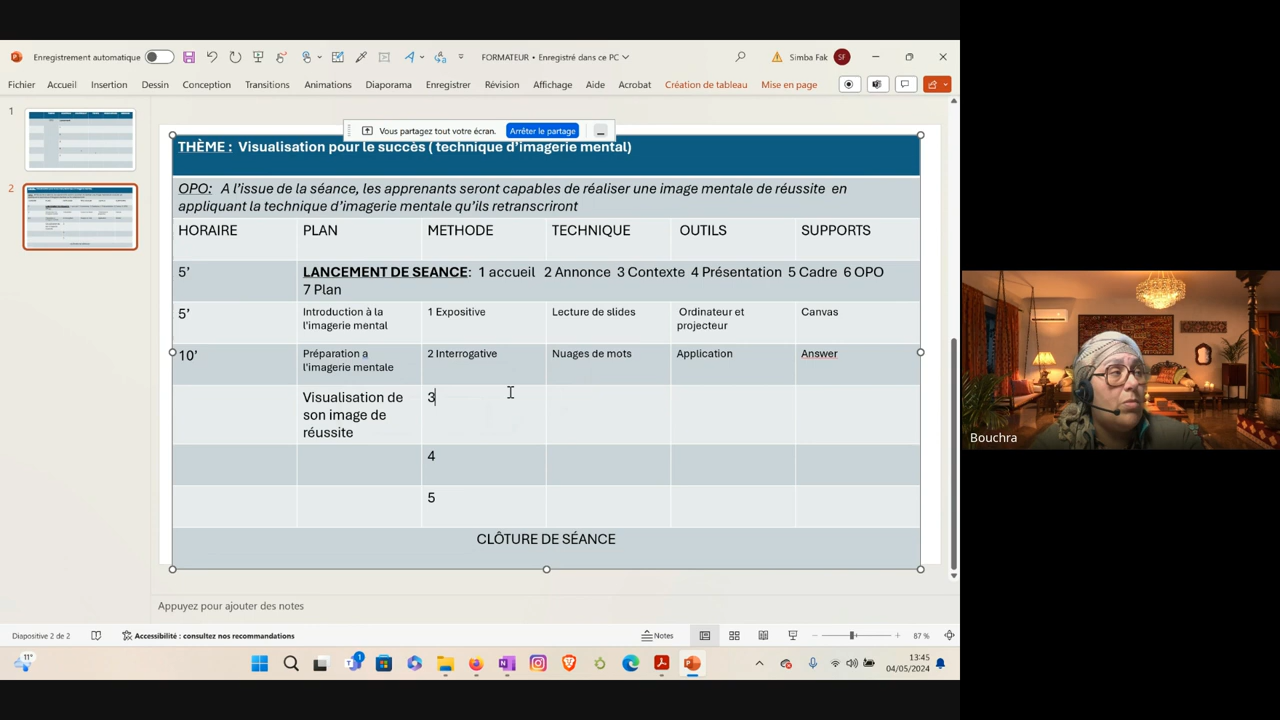 Enregistrement automatique
FORMATEUR • Enregistré dans ce PC
Simba Fak
SF
Fichier Accueil Insertion Dessin Conception Transitions Animations Diaporama Enregistrer Révision Affichage Aide Acrobat Création de tableau Mise en page
1
2
Vous partagez tout votre écran. Arrêter le partage
THÈME : Visualisation pour le succès ( technique d'imagerie mental)
OPO: A l'issue de la séance, les apprenants seront capables de réaliser une image mentale de réussite en
appliquant la technique d'imagerie mentale qu'ils retranscriront
HORAIRE PLAN METHODE TECHNIQUE OUTILS SUPPORTS
5' LANCEMENT DE SEANCE: 1 accueil 2 Annonce 3 Contexte 4 Présentation 5 Cadre 6 OPO
7 Plan
5' Introduction à la 1 Expositive Lecture de slides Ordinateur et Canvas
l'imagerie mental projecteur
10' Préparation a 2 Interrogative Nuages de mots Application Answer
l'imagerie mentale
Visualisation de 3
son image de
réussite
4
5
CLÔTURE DE SÉANCE
Appuyez pour ajouter des notes
Diapositive 2 de 2 Accessibilité : consultez nos recommandations Notes 87 %
11°
1
13:45
04/05/2024
Bouchra